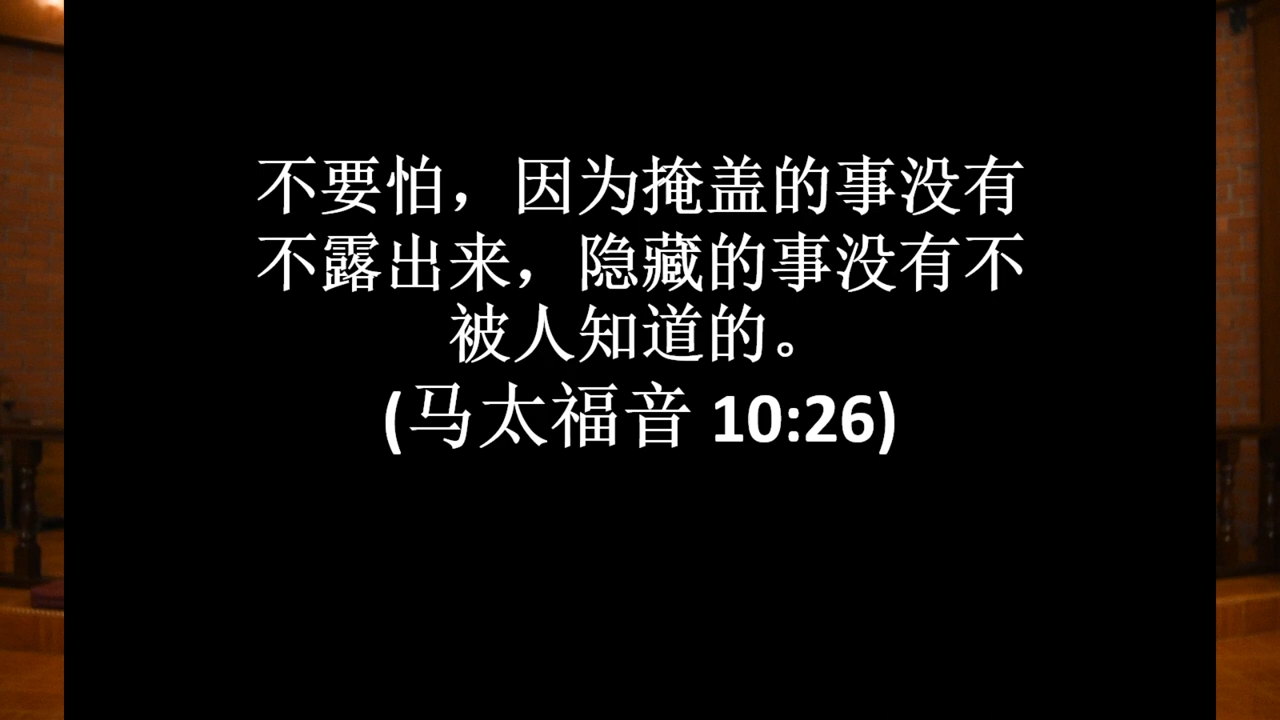 不要怕，因为掩盖的事没有
不露出来，隐藏的事没有不
被人知道的。
(马太福音 10:26)